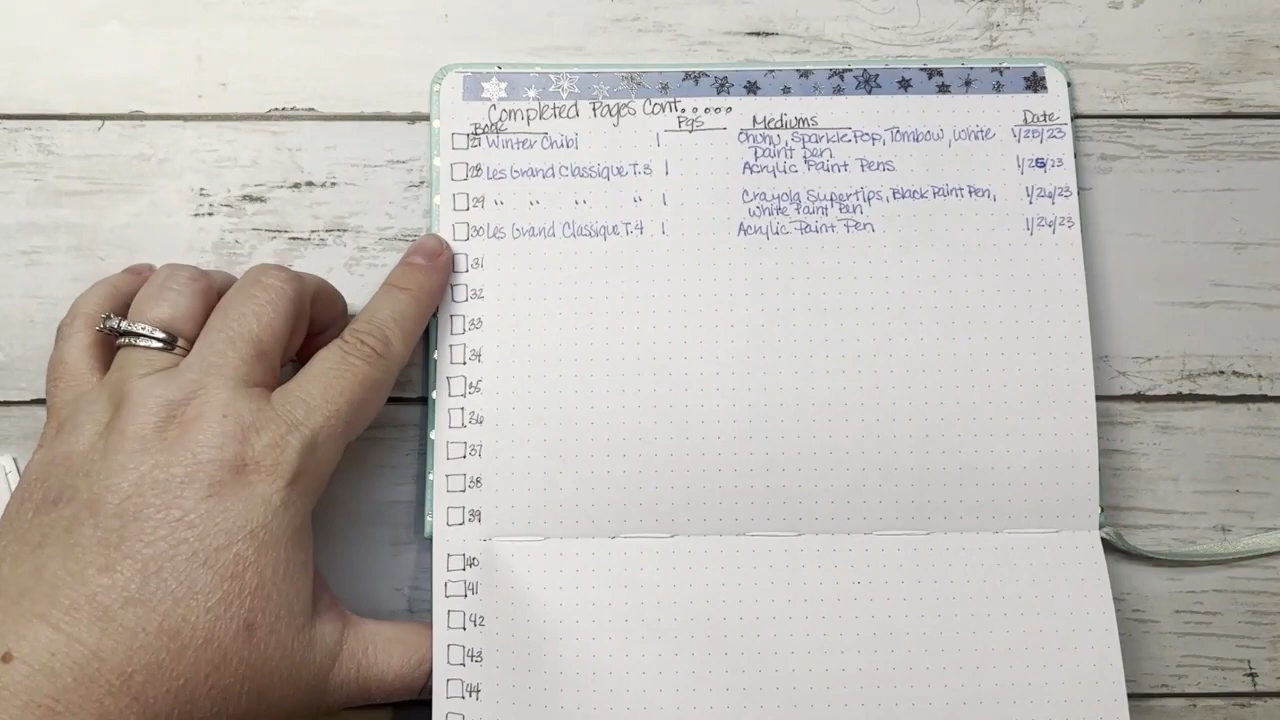 Completed Pages Cont.....
Book Pgs Mediums Date
27 Winter Chibi 1 Ohuhu, Sparkle Pop, Tombow, White 1/25/23
Paint Pen
28 Les Grand Classique T.3 1 Acrylic Paint Pens 1/25/23
29 " " " " 1 Crayola Supertips, Black Paint Pen, 1/26/23
White Paint Pen
30 Les Grand Classique T.4 1 Acrylic Paint Pen 1/26/23
31
32
33
34
35
36
37
38
39
40
41
42
43
44